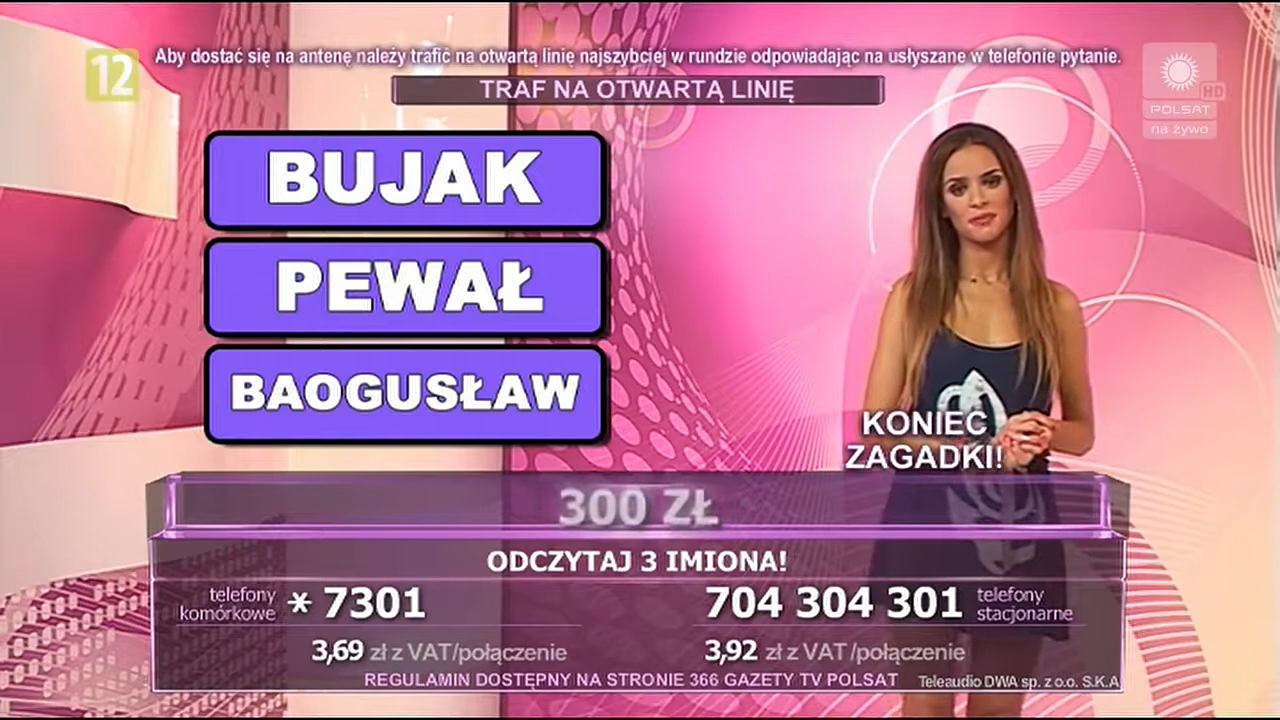 Aby dostać się na antenę należy trafić na otwartą linię najszybciej w rundzie odpowiadając na usłyszane w telefonie pytanie.
12
TRAF NA OTWARTĄ LINIĘ
HD
POLSAT
na żywo
BUJAK
PEWAŁ
BAOGUSŁAW
KONIEC
ZAGADKI!
300 ZŁ
ODCZYTAJ 3 IMIONA!
telefony
komórkowe
* 7301
704 304 301
telefony
stacjonarne
3,69 zł z VAT/połączenie
3,92 zł z VAT/połączenie
REGULAMIN DOSTĘPNY NA STRONIE 366 GAZETY TV POLSAT
Teleaudio DWA sp. z o.o. S.K.A